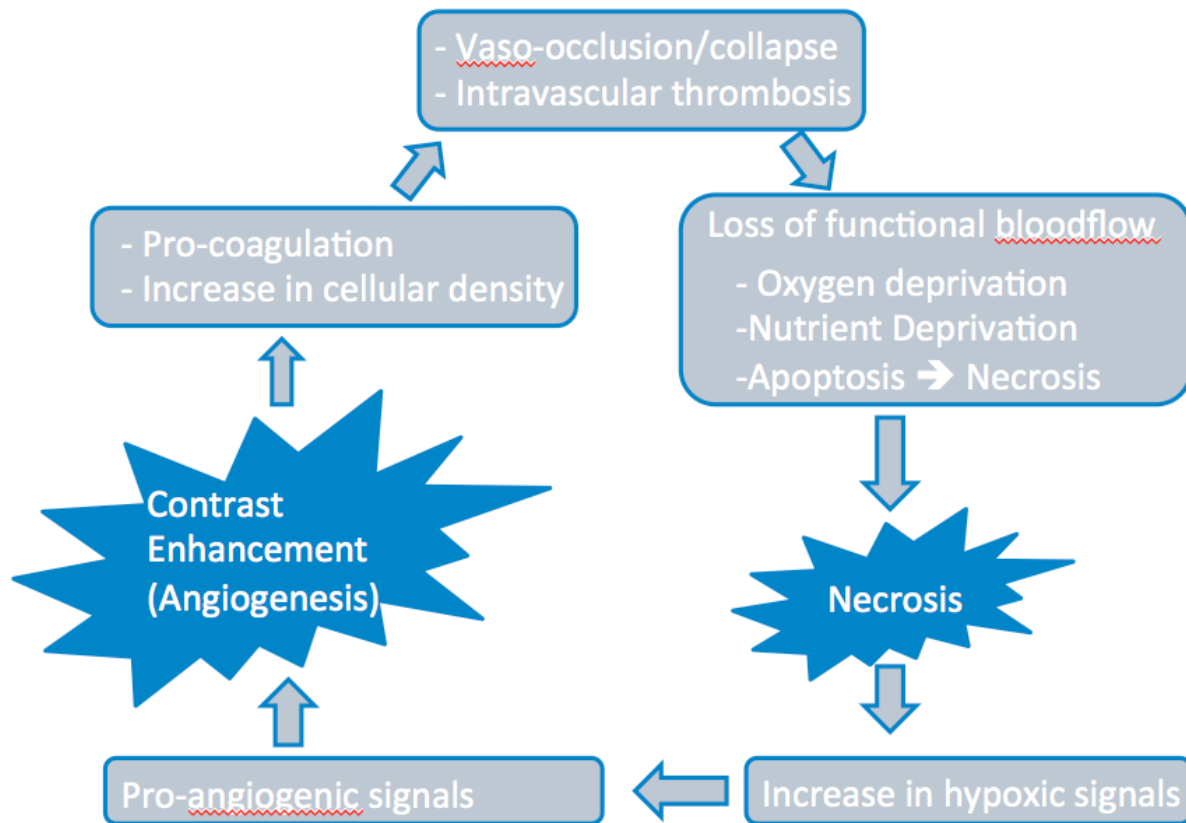 - Vaso-occlusion/collapse
- Intravascular thrombosis
Loss of functional bloodflow
- Oxygen deprivation
-Nutrient Deprivation
-Apoptosis ➔ Necrosis
Necrosis
Increase in hypoxic signals
Pro-angiogenic signals
Contrast
Enhancement
(Angiogenesis)
- Pro-coagulation
- Increase in cellular density